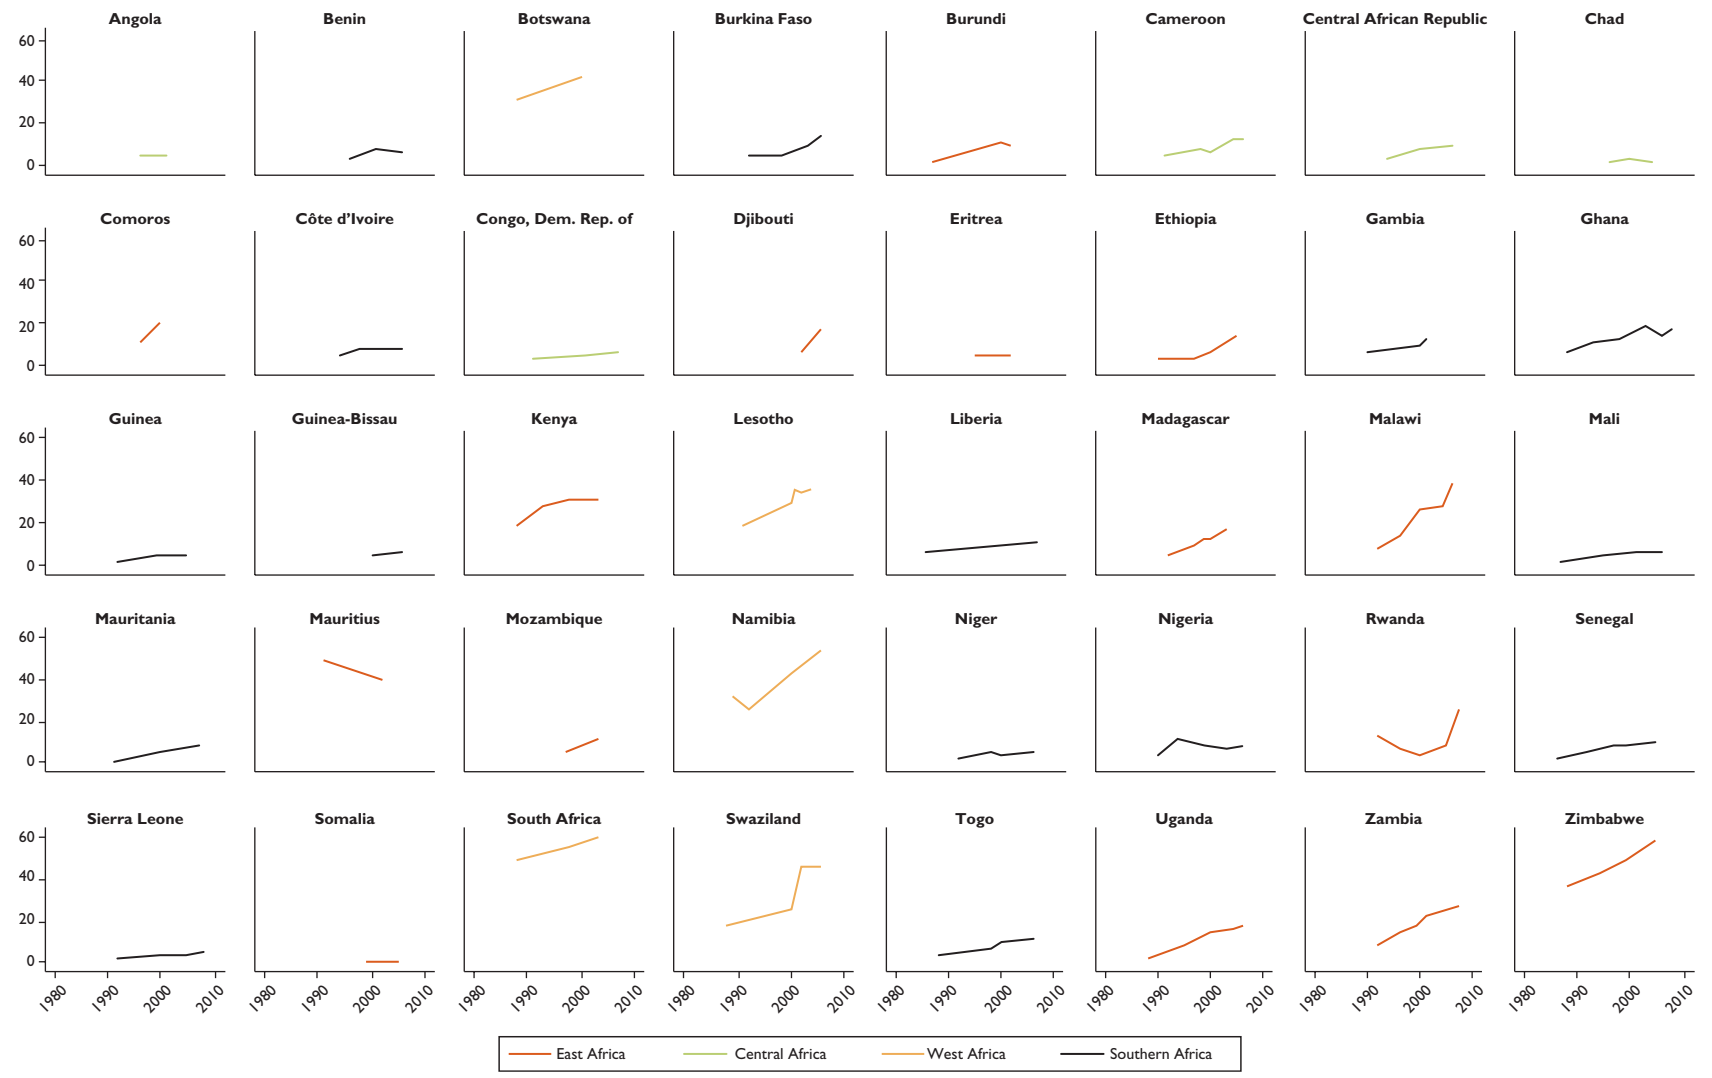 Angola Benin Botswana Burkina Faso Burundi Cameroon Central African Republic Chad
60
40
20
0
Comoros Côte d’Ivoire Congo, Dem. Rep. of Djibouti Eritrea Ethiopia Gambia Ghana
60
40
20
0
Guinea Guinea-Bissau Kenya Lesotho Liberia Madagascar Malawi Mali
60
40
20
0
Mauritania Mauritius Mozambique Namibia Niger Nigeria Rwanda Senegal
60
40
20
0
Sierra Leone Somalia South Africa Swaziland Togo Uganda Zambia Zimbabwe
60
40
20
0
1980 1990 2000 2010 1980 1990 2000 2010 1980 1990 2000 2010 1980 1990 2000 2010 1980 1990 2000 2010 1980 1990 2000 2010 1980 1990 2000 2010 1980 1990 2000 2010
East Africa Central Africa West Africa Southern Africa